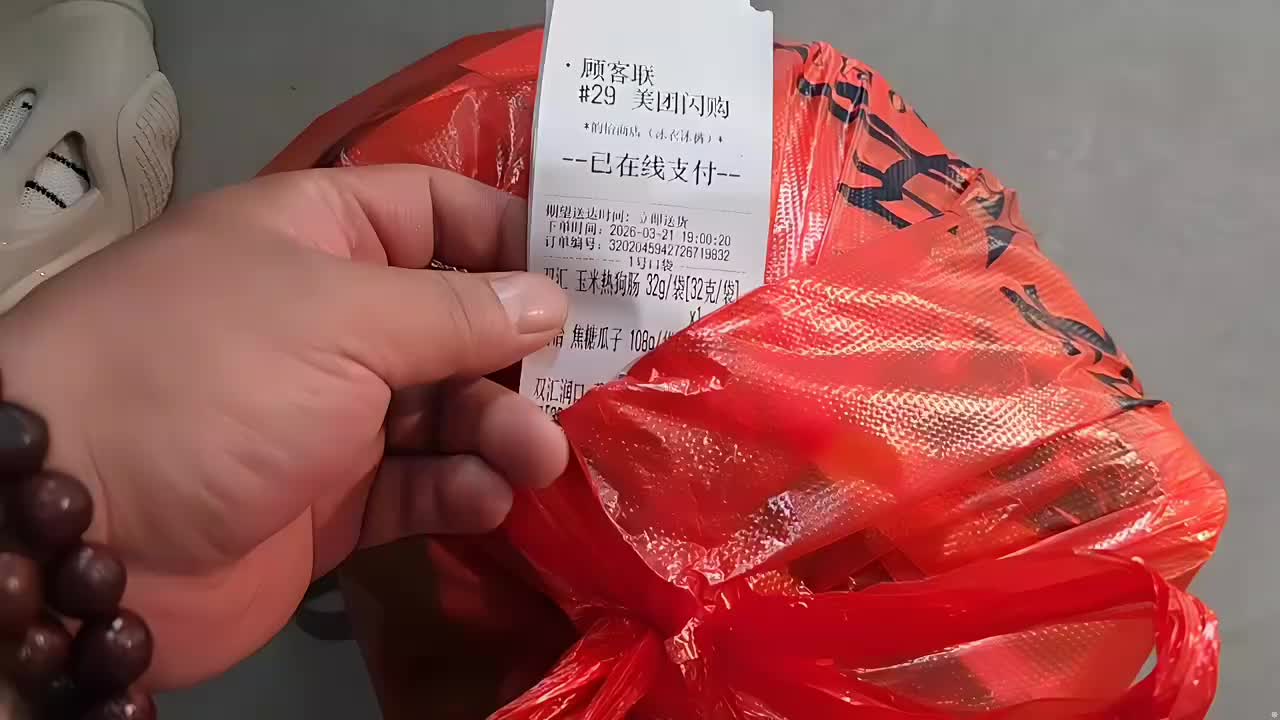 顾客联
#29 美团闪购
--已在线支付--
期望送达时间: 立即送货
下单时间: 2026-03-21 19:00:20
订单编号: 3202045942726719832
1号口袋
双汇 玉米热狗肠 32g/袋[32克/袋]
x1
焦糖瓜子 108g/
双汇润口